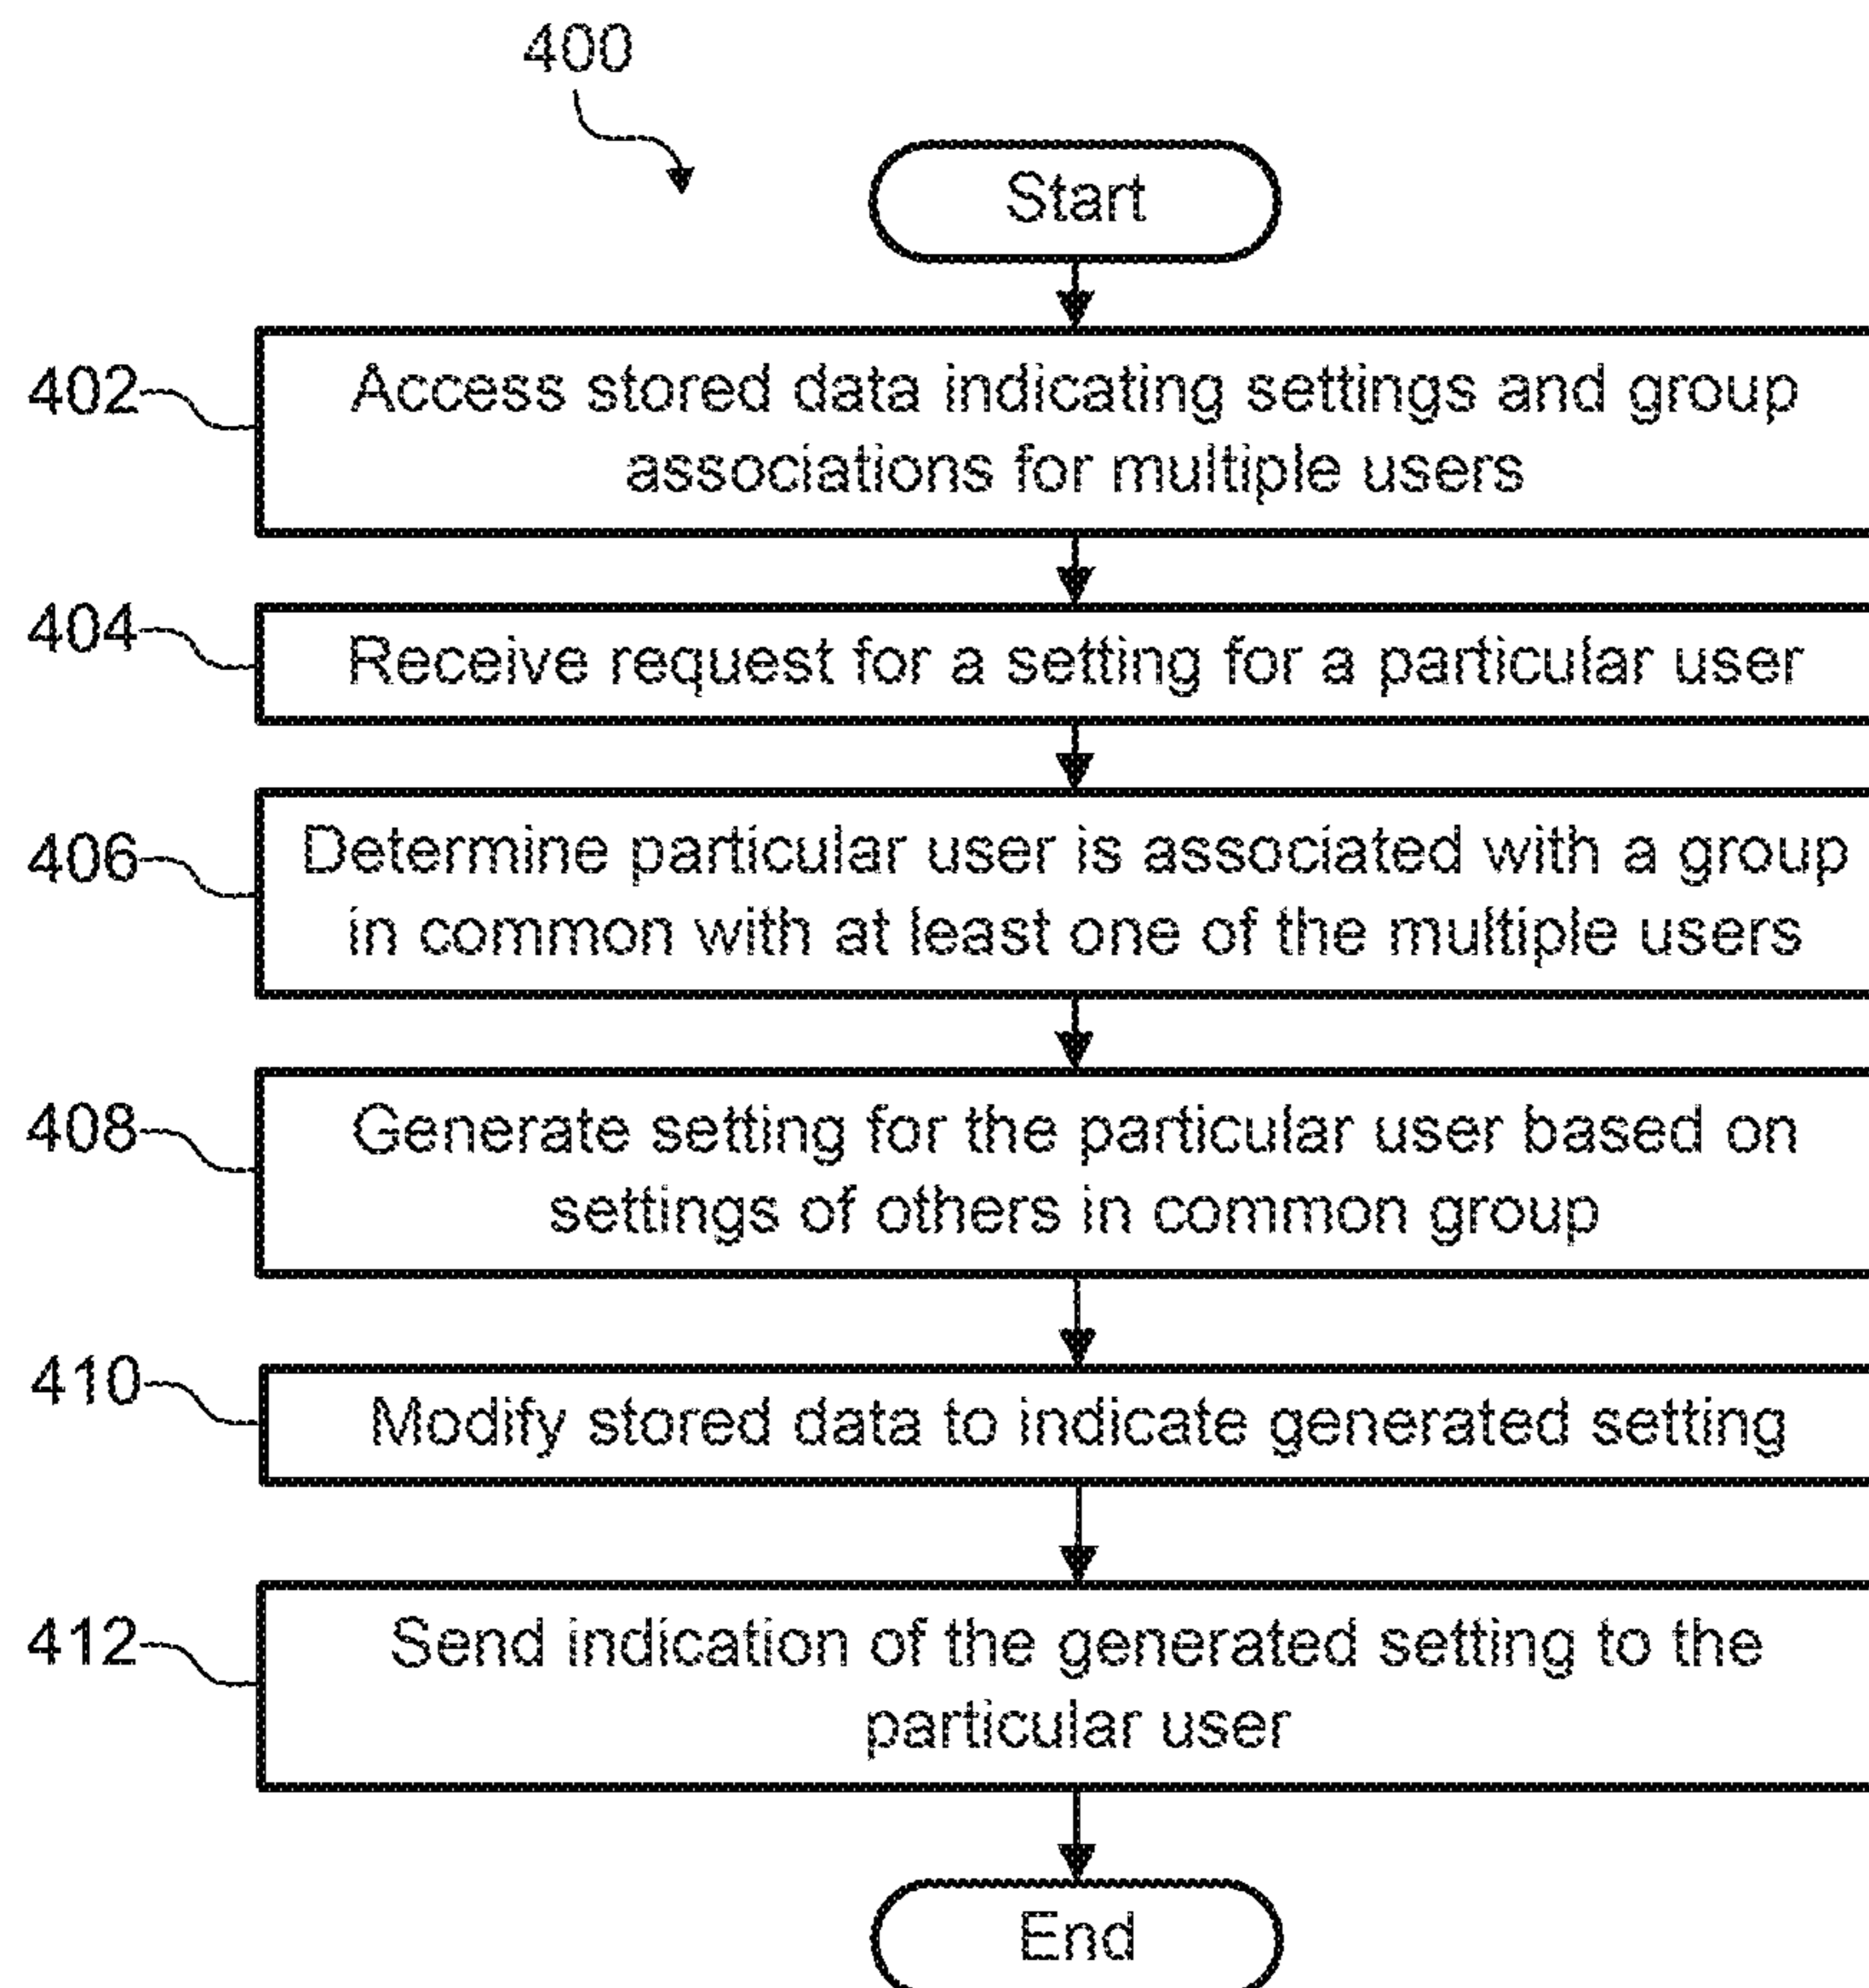 400
Start
402
Access stored data indicating settings and group
associations for multiple users
404
Receive request for a setting for a particular user
406
Determine particular user is associated with a group
in common with at least one of the multiple users
408
Generate setting for the particular user based on
settings of others in common group
410
Modify stored data to indicate generated setting
412
Send indication of the generated setting to the
particular user
End